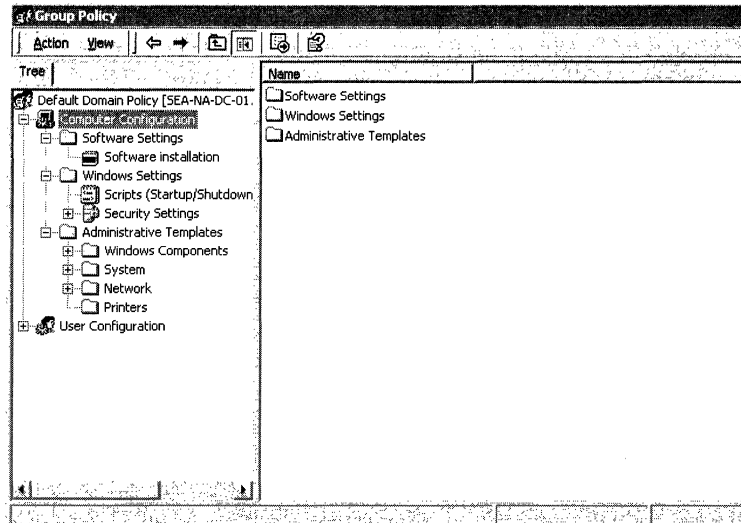 Group Policy
Action View
Tree
Name
Default Domain Policy [SEA-NA-DC-01.
Computer Configuration
Software Settings
Software installation
Windows Settings
Scripts (Startup/Shutdown
Security Settings
Administrative Templates
Windows Components
System
Network
Printers
User Configuration
Software Settings
Windows Settings
Administrative Templates